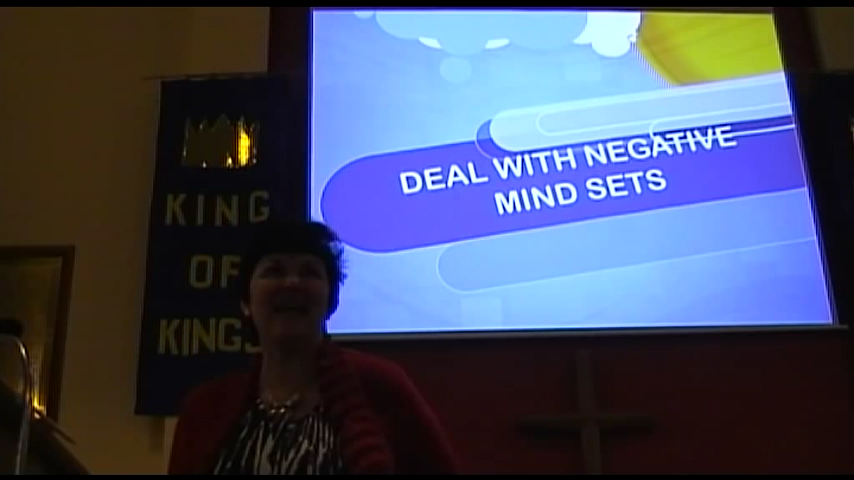 DEAL WITH NEGATIVE
MIND SETS
KING
OF
KINGS